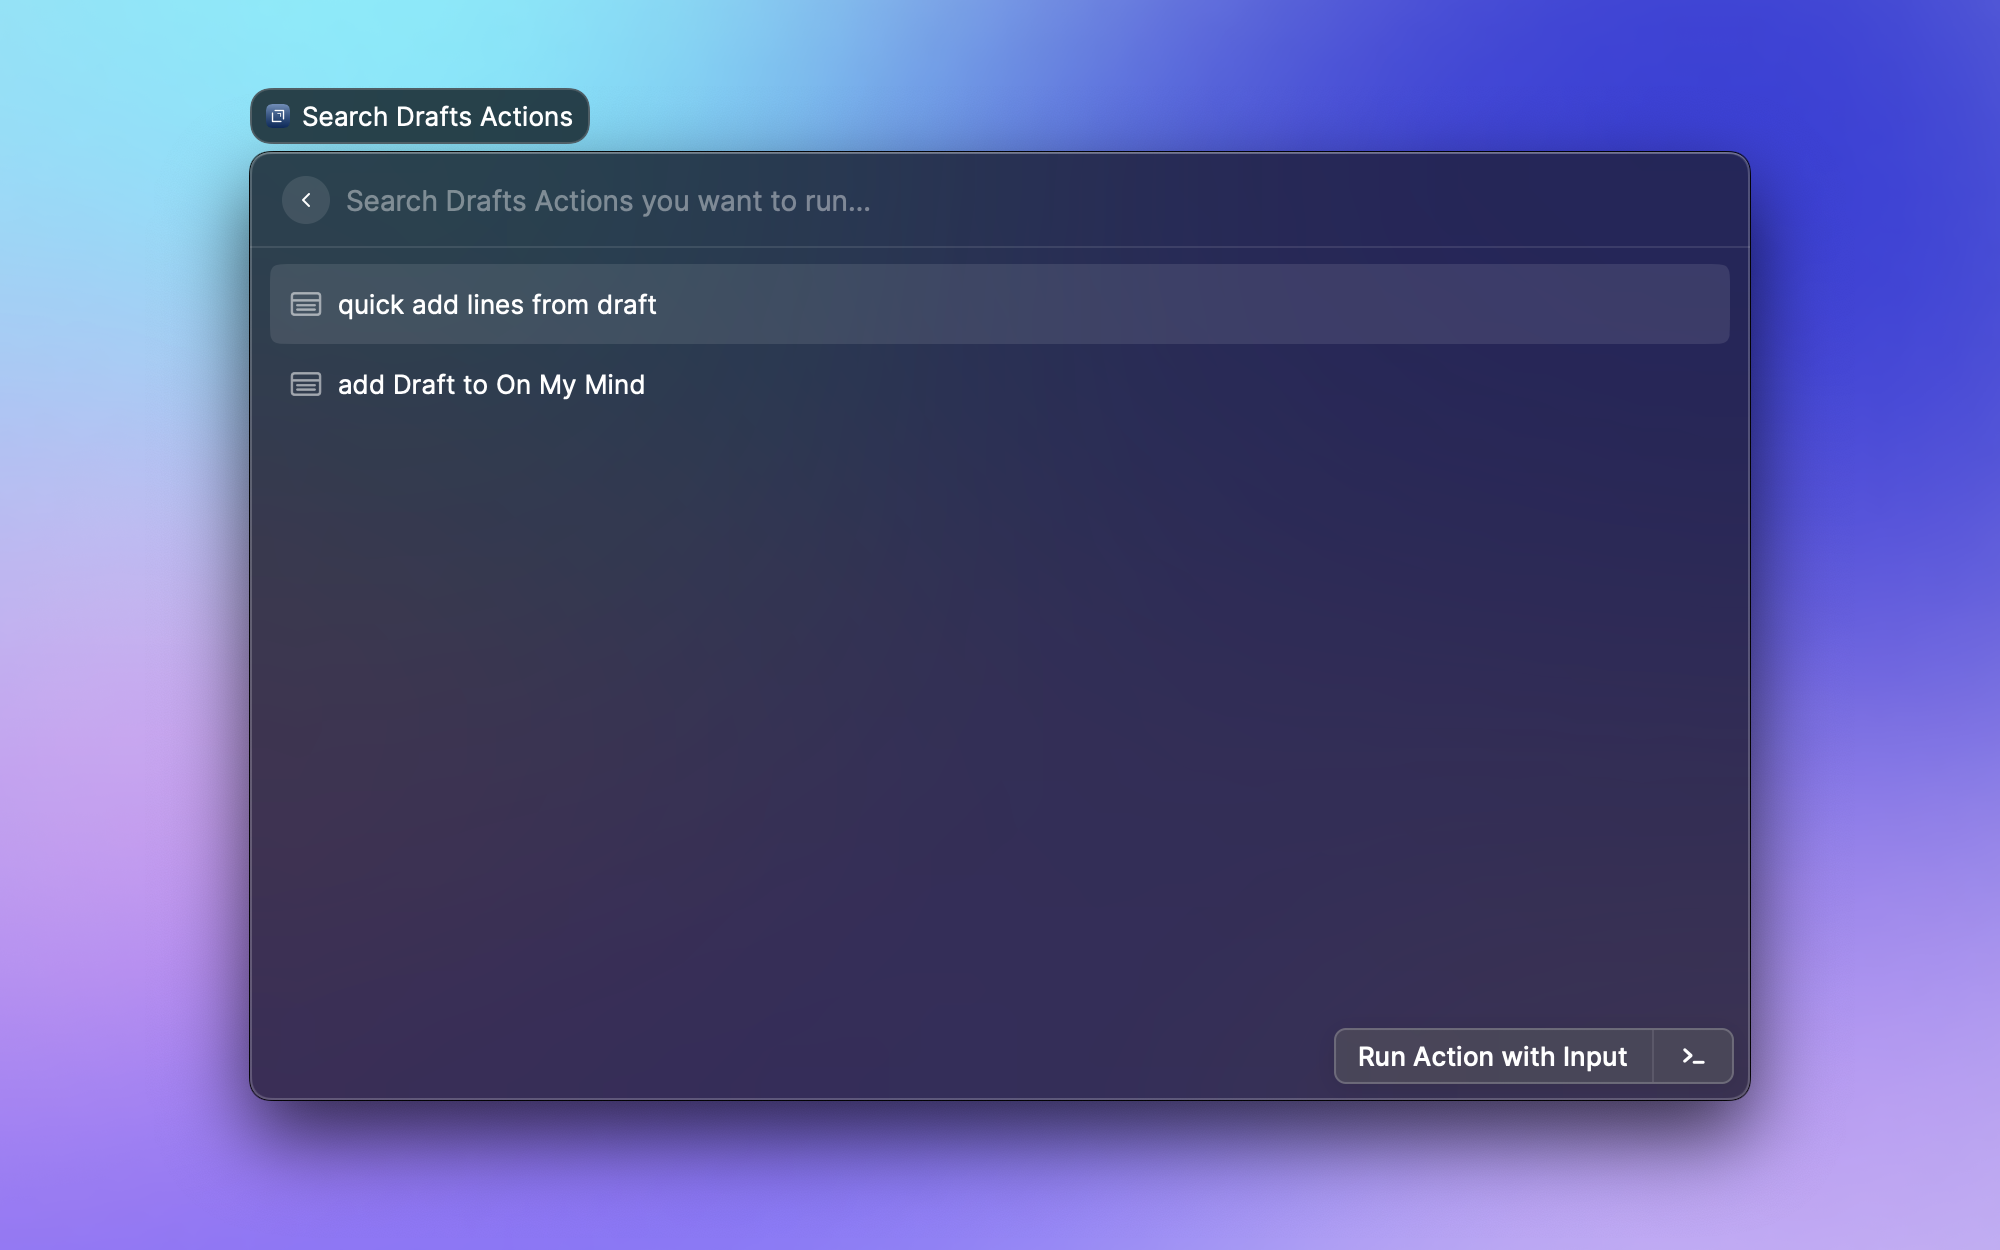 Search Drafts Actions
Search Drafts Actions you want to run...
quick add lines from draft
add Draft to On My Mind
Run Action with Input